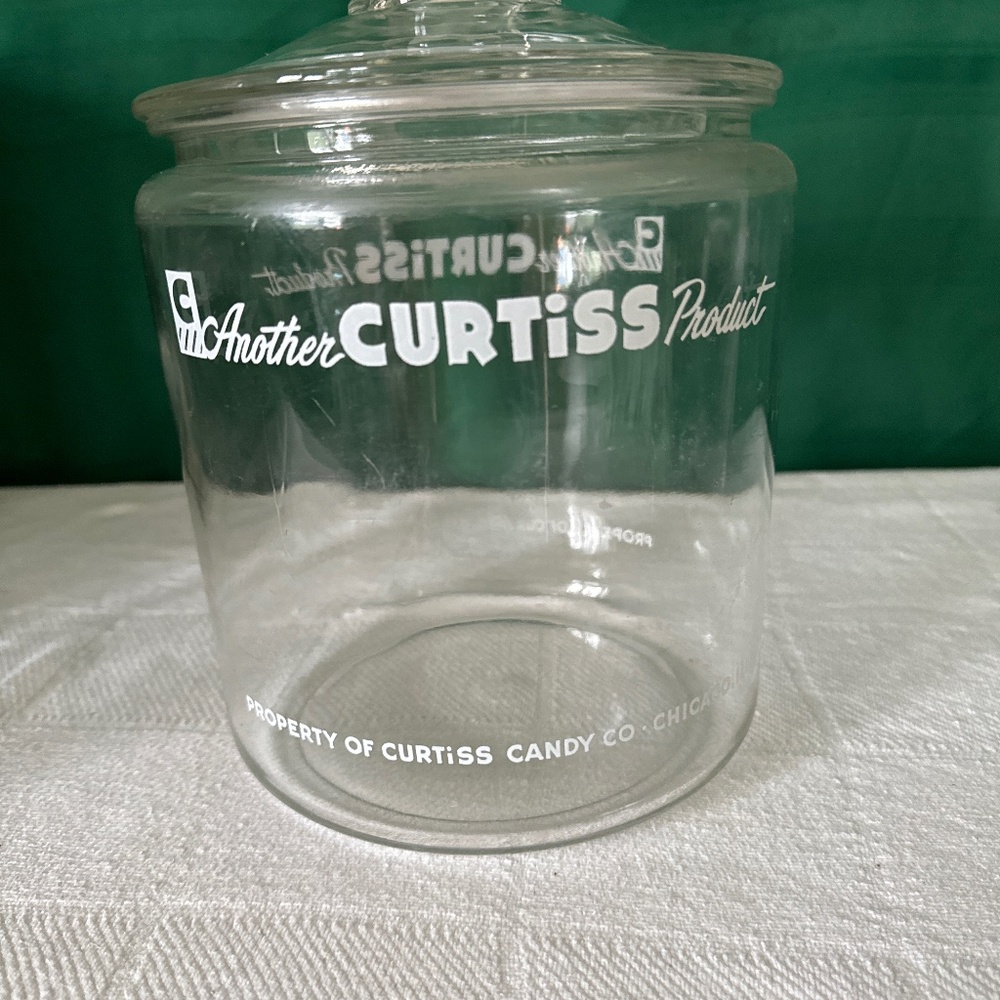 C Another CURTiSS Product
PROPERTY OF CURTiSS CANDY CO · CHICAGO